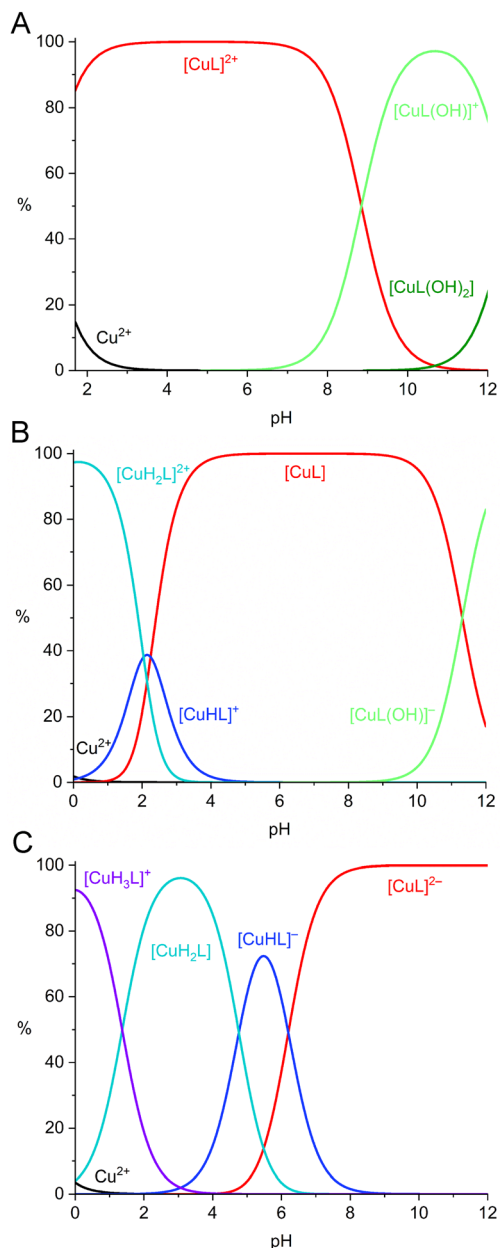 A
100
80
60
40
20
0
%
[CuL]²⁺
[CuL(OH)]⁺
[CuL(OH)₂]
Cu²⁺
2 4 6 8 10 12
pH
B
100
80
60
40
20
0
%
[CuH₂L]²⁺
[CuL]
[CuHL]⁺
[CuL(OH)]⁻
Cu²⁺
0 2 4 6 8 10 12
pH
C
100
80
60
40
20
0
%
[CuH₃L]⁺
[CuL]²⁻
[CuH₂L]
[CuHL]⁻
Cu²⁺
0 2 4 6 8 10 12
pH